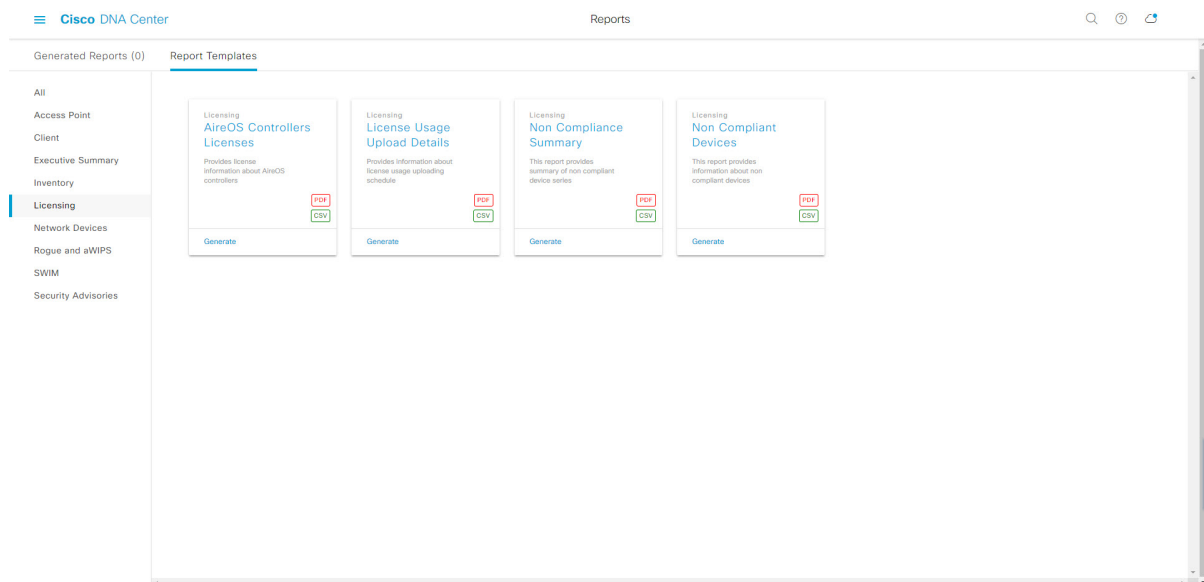 Cisco DNA Center
Reports
Generated Reports (0)
Report Templates
All
Access Point
Client
Executive Summary
Inventory
Licensing
Network Devices
Rogue and aWIPS
SWIM
Security Advisories
Licensing
AireOS Controllers
Licenses
Provides license
information about AireOS
controllers
PDF
CSV
Generate
Licensing
License Usage
Upload Details
Provides information about
license usage uploading
schedule
PDF
CSV
Generate
Licensing
Non Compliance
Summary
This report provides
summary of non compliant
device series
PDF
CSV
Generate
Licensing
Non Compliant
Devices
This report provides
information about non
compliant devices
PDF
CSV
Generate